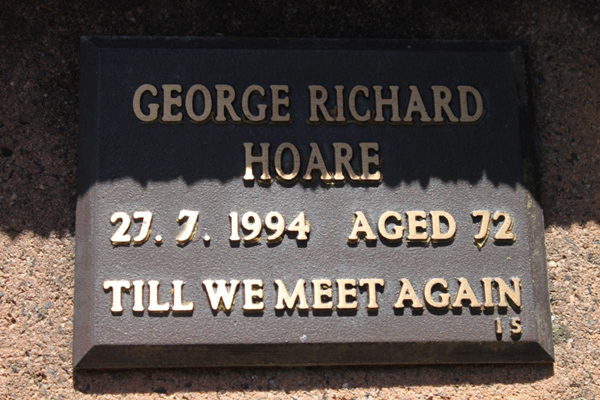 GEORGE RICHARD
HOARE
27. 7. 1994 AGED 72
TILL WE MEET AGAIN
15